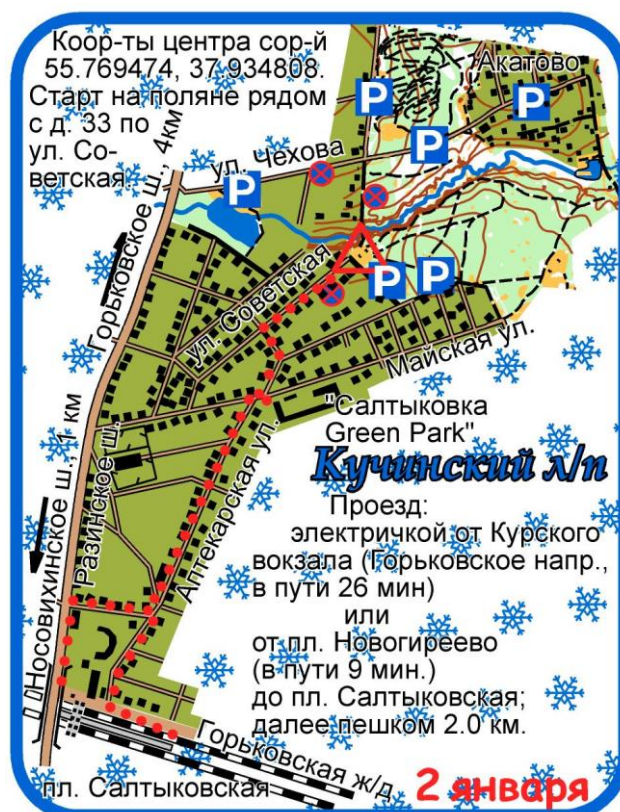 Коор-ты центра сор-й
55.769474, 37.934808.
Старт на поляне рядом
с д. 33 по
ул. Со-
ветская.
Акатово
P
P
P
P
P
P
ул. Чехова
Горьковское ш., 4км
ул. Советская
Майская ул.
"Салтыковка
Green Park"
Кучинский л/п
Носовихинское ш., 1 км
Разинское ш.
Аптекарская ул.
Проезд:
электричкой от Курского
вокзала (Горьковское напр.,
в пути 26 мин)
или
от пл. Новогиреево
(в пути 9 мин.)
до пл. Салтыковская;
далее пешком 2.0 км.
Горьковская ж/д
пл. Салтыковская
2 января